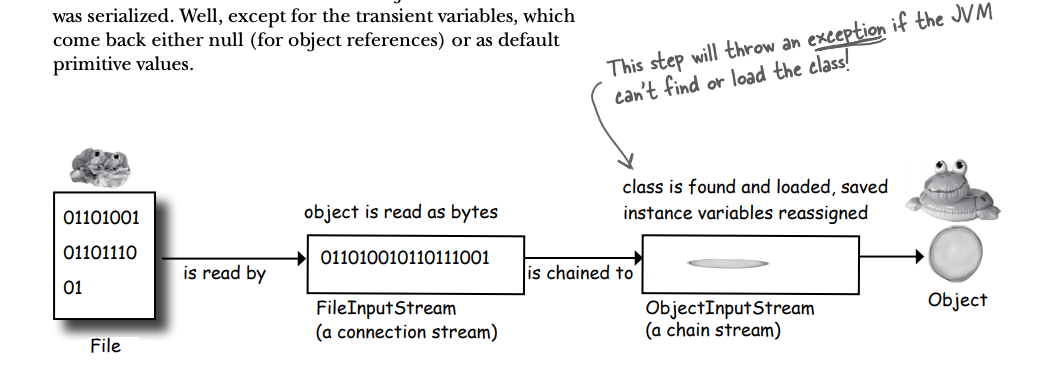 was serialized. Well, except for the transient variables, which
come back either null (for object references) or as default
primitive values.
This step will throw an exception if the JVM
can't find or load the class!
class is found and loaded, saved
instance variables reassigned
object is read as bytes
01101001
01101110
01
is read by
011010010110111001
is chained to
FileInputStream
(a connection stream)
ObjectInputStream
(a chain stream)
Object
File